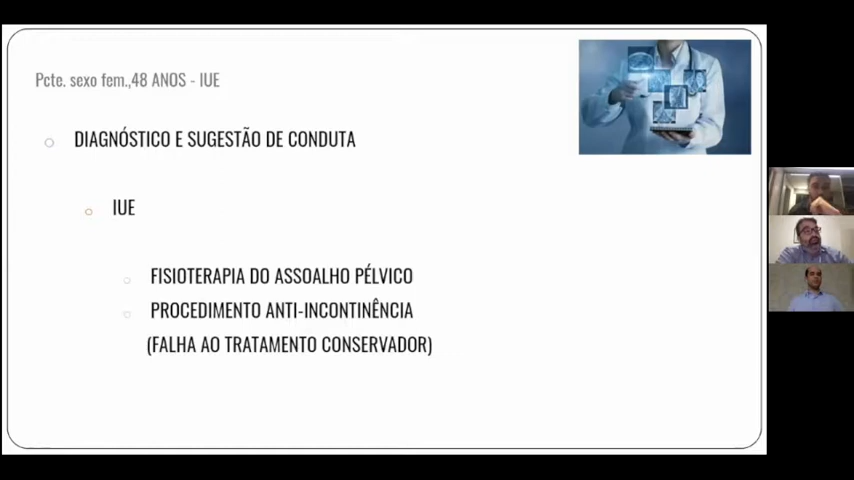 Pcte. sexo fem.,48 ANOS - IUE
DIAGNÓSTICO E SUGESTÃO DE CONDUTA
IUE
FISIOTERAPIA DO ASSOALHO PÉLVICO
PROCEDIMENTO ANTI-INCONTINÊNCIA
(FALHA AO TRATAMENTO CONSERVADOR)